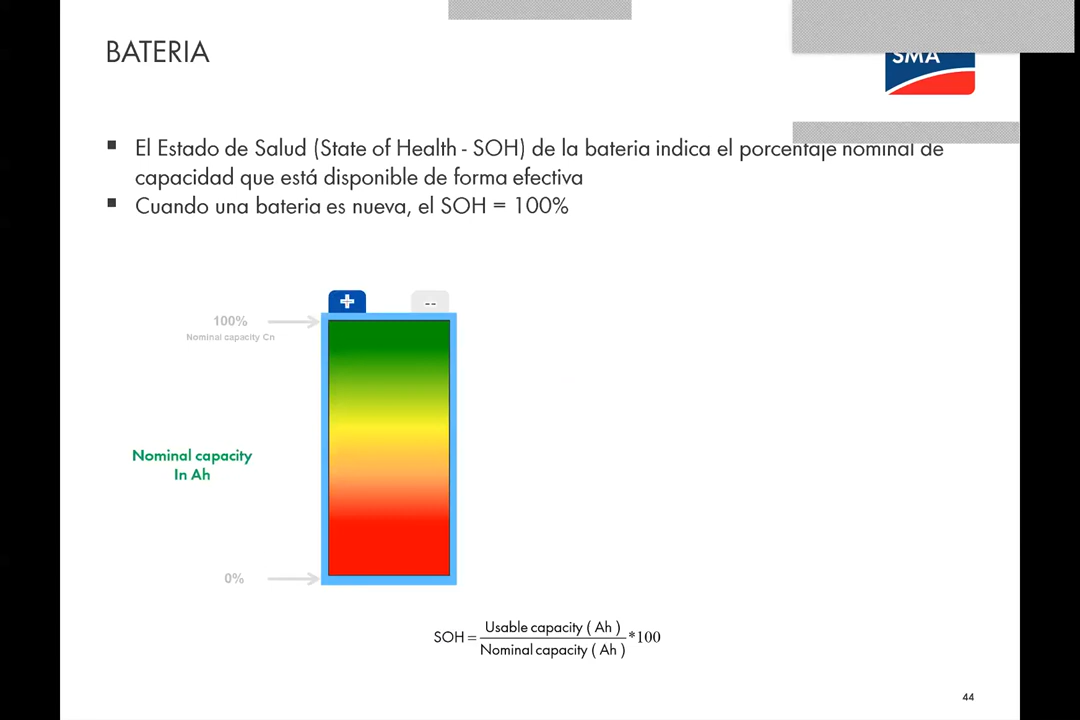 BATERIA
SMA
▪ El Estado de Salud (State of Health - SOH) de la bateria indica el porcentaje nominal de
capacidad que está disponible de forma efectiva
▪ Cuando una bateria es nueva, el SOH = 100%
+ --
100%
Nominal capacity Cn
Nominal capacity
In Ah
0%
SOH = Usable capacity ( Ah ) / Nominal capacity ( Ah ) *100
44